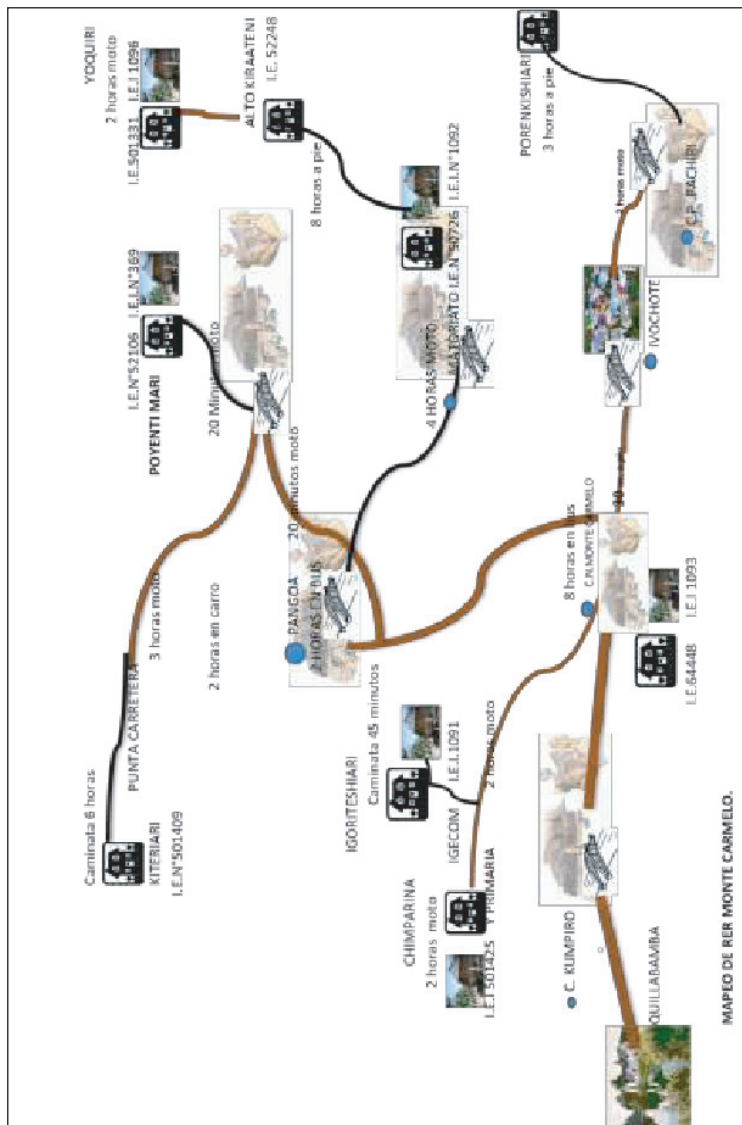 Caminata 6 horas
KITERIARI
I.E.N°501409
PUNTA CARRETERA
3 horas moto
2 horas en carro
POYENTI MARI
I.E.N°52106
I.E.I.N°369
20 Minutos moto
YOQUIRI
2 horas moto
I.E.501331
I.E.I 1096
ALTO KIRAATENI
I.E. 52248
8 horas a pie
PANGOA
2 HORAS EN BUS
20 minutos moto
4 HORAS MOTO
MATORIATO I.E.N°50726
I.E.I.N°1092
IGORITESHIARI
Caminata 45 minutos
I.E.I.1091
IGECOM
2 horas moto
CHIMPARINA
2 horas moto
I.E.I 501425
Y PRIMARIA
PORENKISHIARI
3 horas a pie
C.P. PACHIRI
horas moto
IVOCHOTE
8 horas en bus
C.N.MONTE CARMELO
I.E.64448
I.E.I 1093
C. KUMPIRO
QUILLABAMBA
MAPEO DE RER MONTE CARMELO.